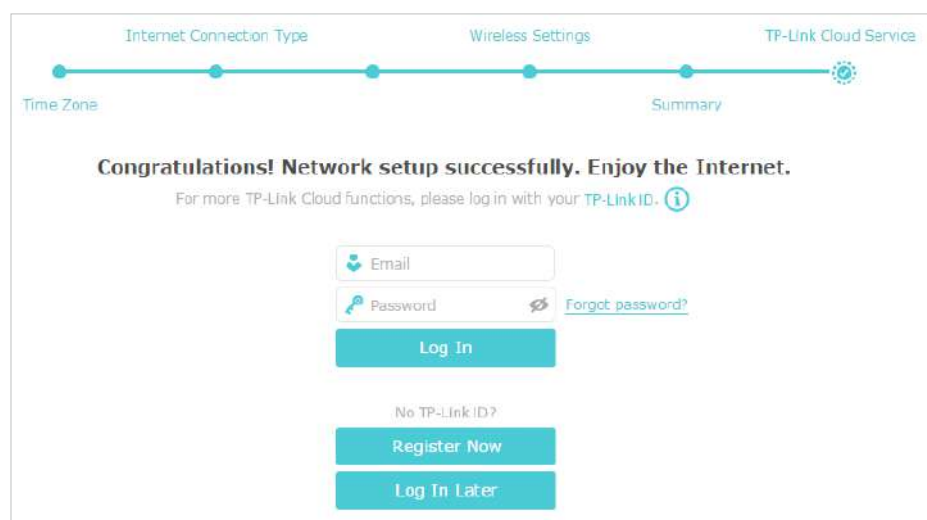 Internet Connection Type Wireless Settings TP-Link Cloud Service
Time Zone Summary
Congratulations! Network setup successfully. Enjoy the Internet.
For more TP-Link Cloud functions, please log in with your TP-Link ID.
Email
Password Forgot password?
Log In
No TP-Link ID?
Register Now
Log In Later